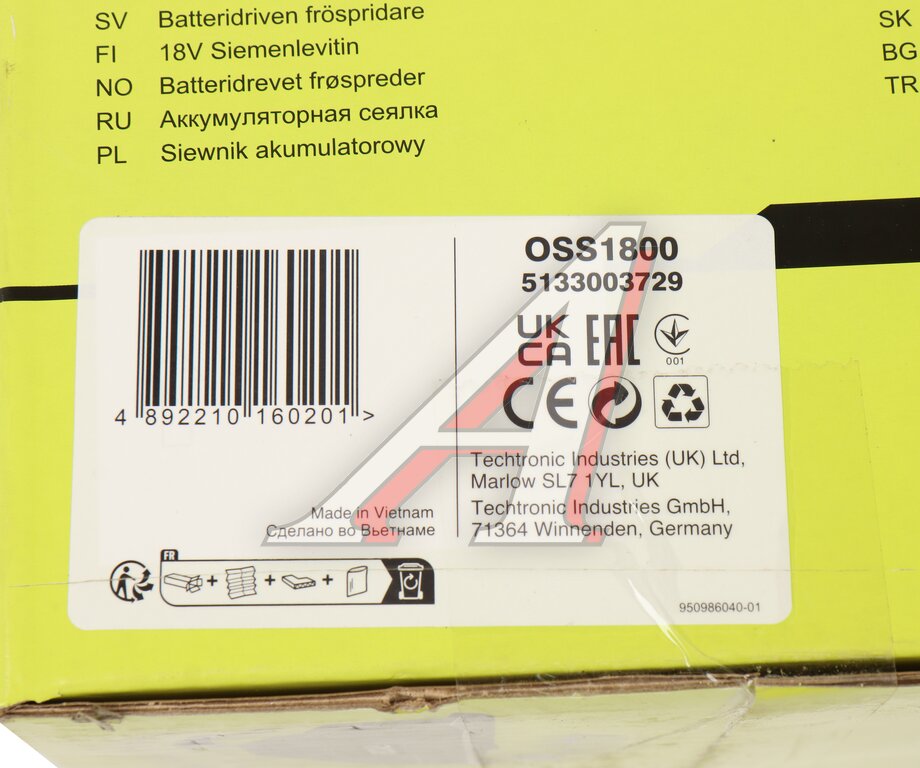 SV Batteridriven fröspridare
FI 18V Siemenlevitin
NO Batteridrevet frøspreder
RU Аккумуляторная сеялка
PL Siewnik akumulatorowy
SK
BG
TR
4 892210 160201 >
OSS1800
5133003729
UK
CA
EAC
001
CE
Techtronic Industries (UK) Ltd,
Marlow SL7 1YL, UK
Techtronic Industries GmbH,
71364 Winnenden, Germany
Made in Vietnam
Сделано во Вьетнаме
FR
950986040-01